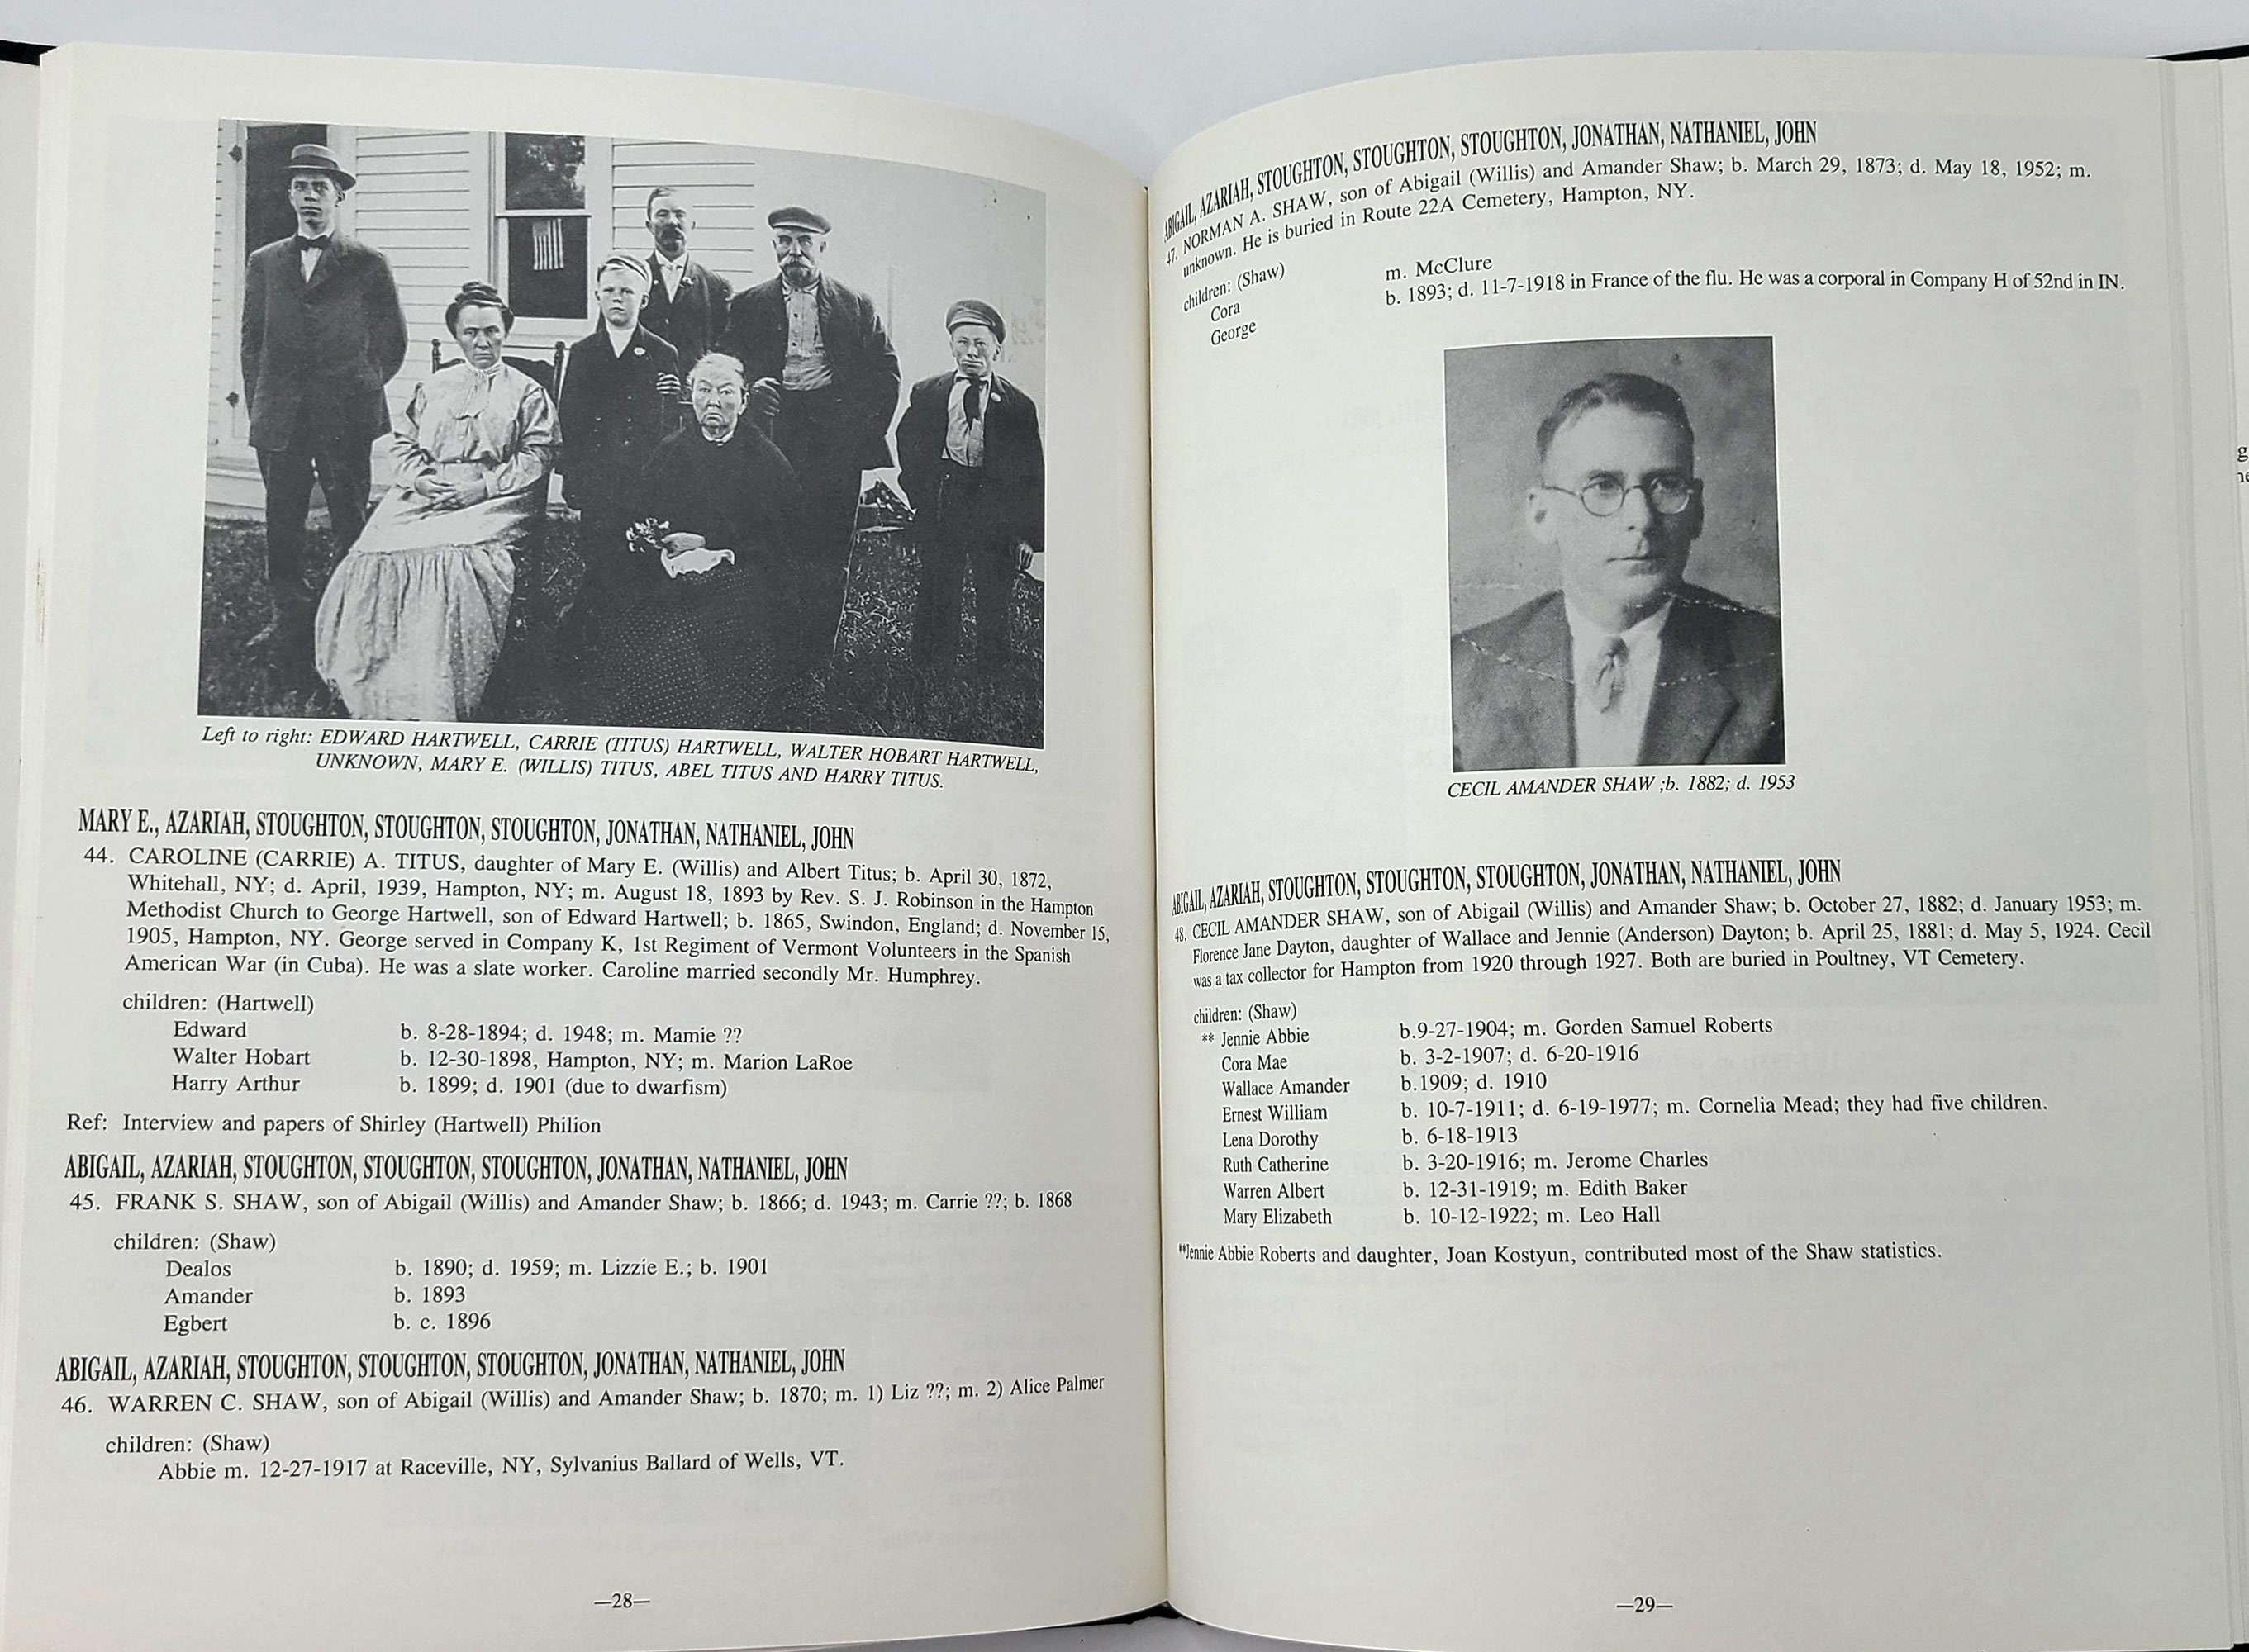 Left to right: EDWARD HARTWELL, CARRIE (TITUS) HARTWELL, WALTER HOBART HARTWELL,
UNKNOWN, MARY E. (WILLIS) TITUS, ABEL TITUS AND HARRY TITUS.
MARY E., AZARIAH, STOUGHTON, STOUGHTON, STOUGHTON, JONATHAN, NATHANIEL, JOHN
44. CAROLINE (CARRIE) A. TITUS, daughter of Mary E. (Willis) and Albert Titus; b. April 30, 1872,
Whitehall, NY; d. April, 1939, Hampton, NY; m. August 18, 1893 by Rev. S. J. Robinson in the Hampton
Methodist Church to George Hartwell, son of Edward Hartwell; b. 1865, Swindon, England; d. November 15,
1905, Hampton, NY. George served in Company K, 1st Regiment of Vermont Volunteers in the Spanish
American War (in Cuba). He was a slate worker. Caroline married secondly Mr. Humphrey.
children: (Hartwell)
Edward b. 8-28-1894; d. 1948; m. Mamie ??
Walter Hobart b. 12-30-1898, Hampton, NY; m. Marion LaRoe
Harry Arthur b. 1899; d. 1901 (due to dwarfism)
Ref: Interview and papers of Shirley (Hartwell) Philion
ABIGAIL, AZARIAH, STOUGHTON, STOUGHTON, STOUGHTON, JONATHAN, NATHANIEL, JOHN
45. FRANK S. SHAW, son of Abigail (Willis) and Amander Shaw; b. 1866; d. 1943; m. Carrie ??; b. 1868
children: (Shaw)
Dealos b. 1890; d. 1959; m. Lizzie E.; b. 1901
Amander b. 1893
Egbert b. c. 1896
ABIGAIL, AZARIAH, STOUGHTON, STOUGHTON, STOUGHTON, JONATHAN, NATHANIEL, JOHN
46. WARREN C. SHAW, son of Abigail (Willis) and Amander Shaw; b. 1870; m. 1) Liz ??; m. 2) Alice Palmer
children: (Shaw)
Abbie m. 12-27-1917 at Raceville, NY, Sylvanius Ballard of Wells, VT.
—28—
ABIGAIL, AZARIAH, STOUGHTON, STOUGHTON, STOUGHTON, JONATHAN, NATHANIEL, JOHN
47. NORMAN A. SHAW, son of Abigail (Willis) and Amander Shaw; b. March 29, 1873; d. May 18, 1952; m.
unknown. He is buried in Route 22A Cemetery, Hampton, NY.
children: (Shaw)
Cora m. McClure
George b. 1893; d. 11-7-1918 in France of the flu. He was a corporal in Company H of 52nd in IN.
CECIL AMANDER SHAW ;b. 1882; d. 1953
ABIGAIL, AZARIAH, STOUGHTON, STOUGHTON, STOUGHTON, JONATHAN, NATHANIEL, JOHN
48. CECIL AMANDER SHAW, son of Abigail (Willis) and Amander Shaw; b. October 27, 1882; d. January 1953; m.
Florence Jane Dayton, daughter of Wallace and Jennie (Anderson) Dayton; b. April 25, 1881; d. May 5, 1924. Cecil
was a tax collector for Hampton from 1920 through 1927. Both are buried in Poultney, VT Cemetery.
children: (Shaw)
** Jennie Abbie b.9-27-1904; m. Gorden Samuel Roberts
Cora Mae b. 3-2-1907; d. 6-20-1916
Wallace Amander b.1909; d. 1910
Ernest William b. 10-7-1911; d. 6-19-1977; m. Cornelia Mead; they had five children.
Lena Dorothy b. 6-18-1913
Ruth Catherine b. 3-20-1916; m. Jerome Charles
Warren Albert b. 12-31-1919; m. Edith Baker
Mary Elizabeth b. 10-12-1922; m. Leo Hall
**Jennie Abbie Roberts and daughter, Joan Kostyun, contributed most of the Shaw statistics.
—29—